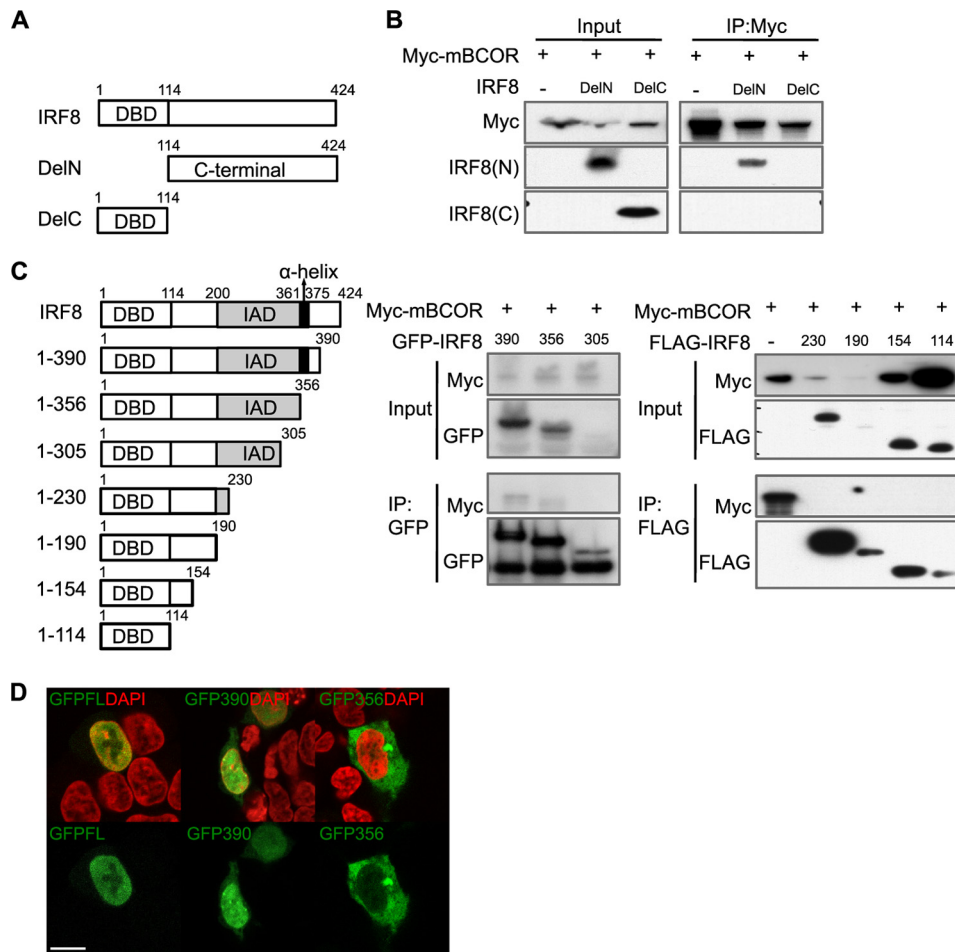 A
1 114 424
IRF8 DBD
114 424
DelN C-terminal
1 114
DelC DBD
B
Input IP:Myc
Myc-mBCOR + + + + + +
IRF8 - DelN DelC - DelN DelC
Myc
IRF8(N)
IRF8(C)
C
α-helix
1 114 200 361 375 424
IRF8 DBD IAD
1 390
1-390 DBD IAD
1 356
1-356 DBD IAD
1 305
1-305 DBD IAD
1 230
1-230 DBD
1 190
1-190 DBD
1 154
1-154 DBD
1 114
1-114 DBD
Myc-mBCOR + + +
GFP-IRF8 390 356 305
Input Myc
GFP
IP: GFP Myc
GFP
Myc-mBCOR + + + + +
FLAG-IRF8 - 230 190 154 114
Input Myc
FLAG
IP: FLAG Myc
FLAG
D
GFPFLDAPI GFP390DAPI GFP356DAPI
GFPFL GFP390 GFP356